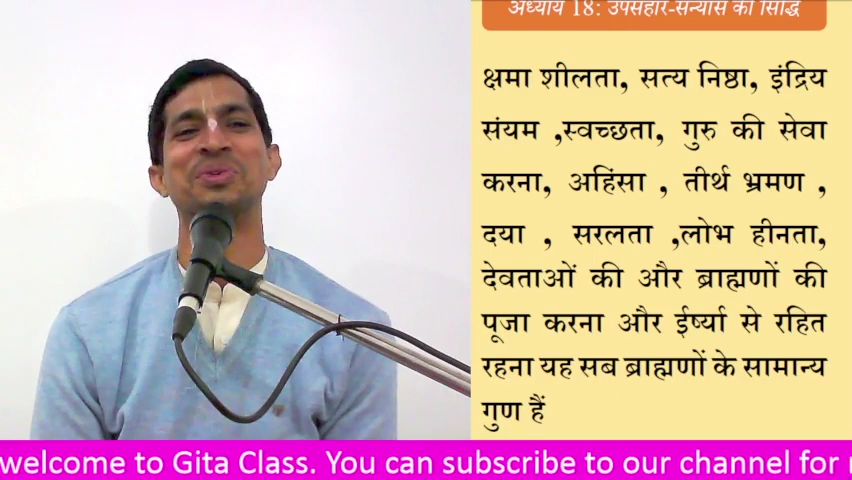 अध्याय 18: उपसंहार-सन्यास की सिद्धि
क्षमा शीलता, सत्य निष्ठा, इंद्रिय
संयम ,स्वच्छता, गुरु की सेवा
करना, अहिंसा , तीर्थ भ्रमण ,
दया , सरलता ,लोभ हीनता,
देवताओं की और ब्राह्मणों की
पूजा करना और ईर्ष्या से रहित
रहना यह सब ब्राह्मणों के सामान्य
गुण हैं
welcome to Gita Class. You can subscribe to our channel for